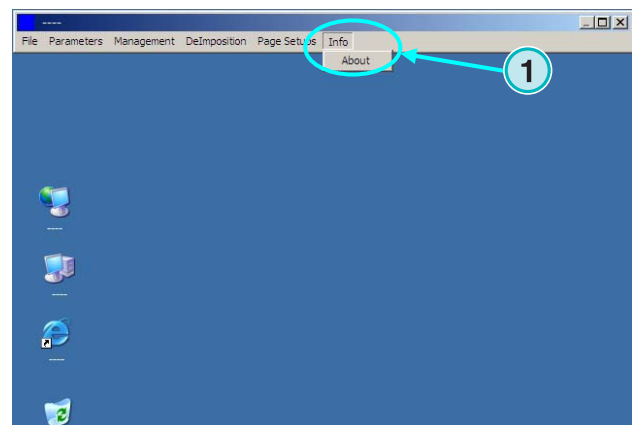 ----
File Parameters Management DeImposition Page Setups Info
About
1
----
----
----